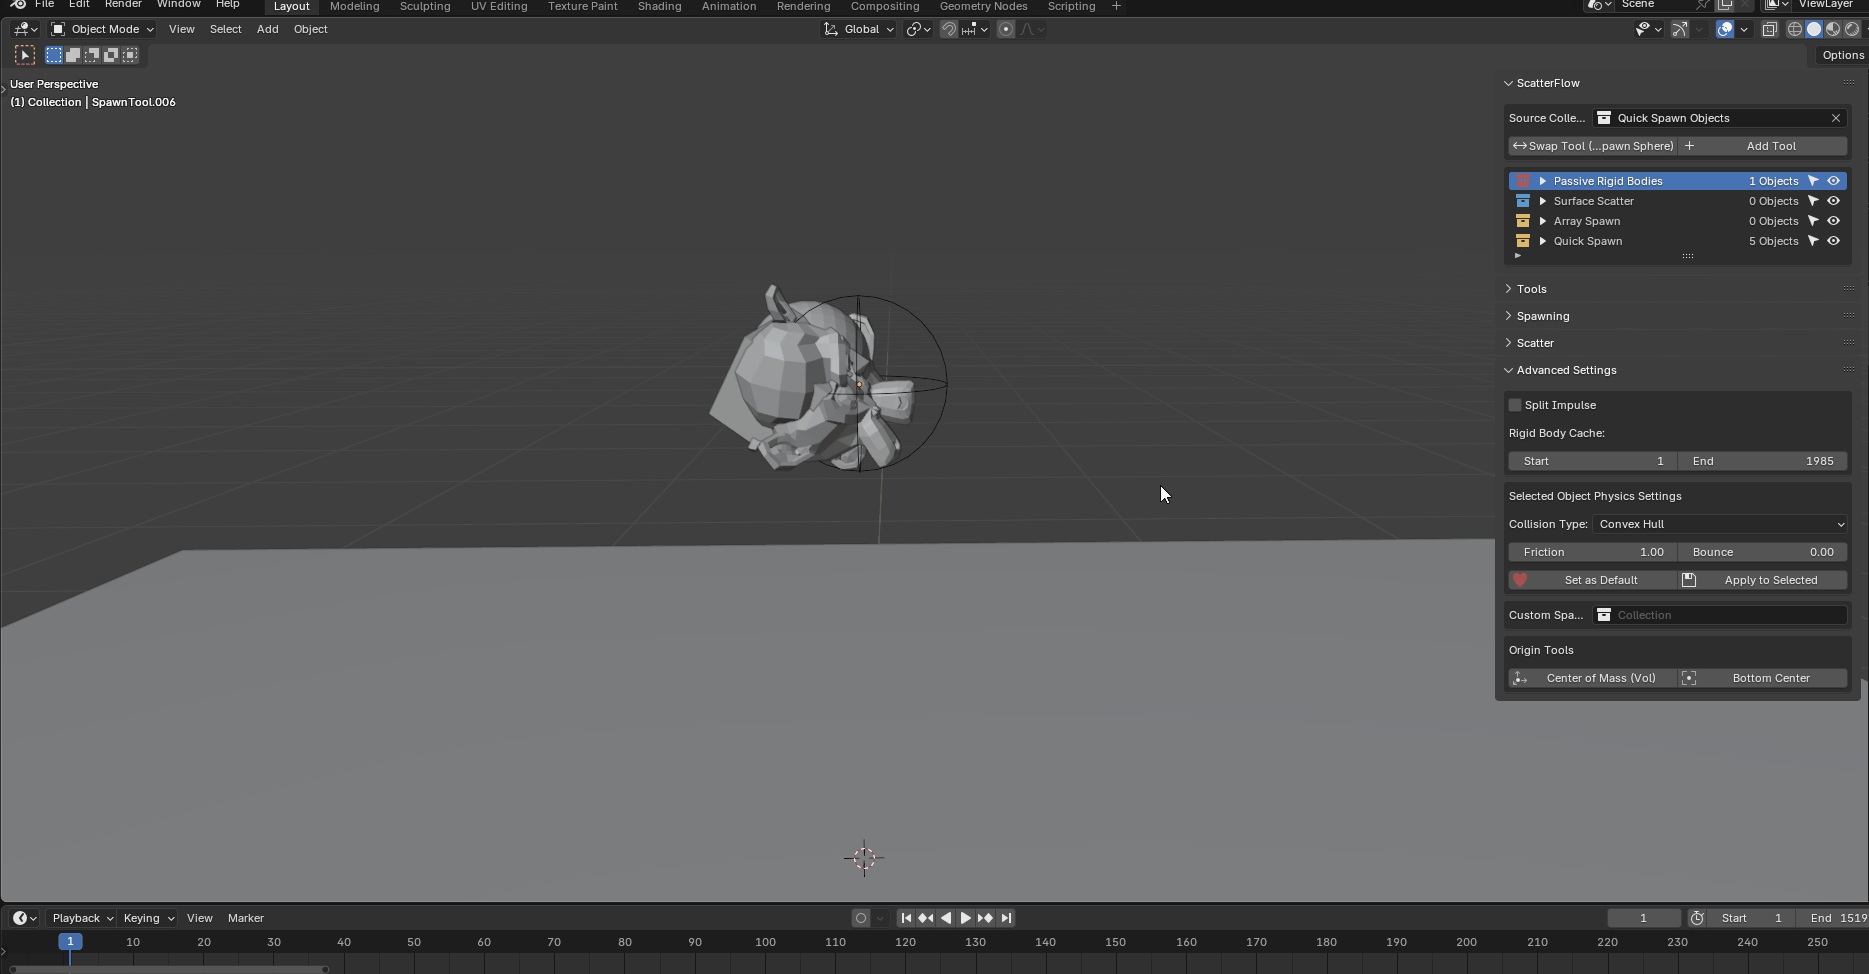 File Edit Render Window Help Layout Modeling Sculpting UV Editing Texture Paint Shading Animation Rendering Compositing Geometry Nodes Scripting + Scene ViewLayer
Object Mode View Select Add Object Global
Options
User Perspective
(1) Collection | SpawnTool.006
ScatterFlow
Source Colle... Quick Spawn Objects
Swap Tool (...pawn Sphere) Add Tool
Passive Rigid Bodies 1 Objects
Surface Scatter 0 Objects
Array Spawn 0 Objects
Quick Spawn 5 Objects
Tools
Spawning
Scatter
Advanced Settings
Split Impulse
Rigid Body Cache:
Start 1 End 1985
Selected Object Physics Settings
Collision Type: Convex Hull
Friction 1.00 Bounce 0.00
Set as Default Apply to Selected
Custom Spa... Collection
Origin Tools
Center of Mass (Vol) Bottom Center
Playback Keying View Marker 1 Start 1 End 1519
1 10 20 30 40 50 60 70 80 90 100 110 120 130 140 150 160 170 180 190 200 210 220 230 240 250